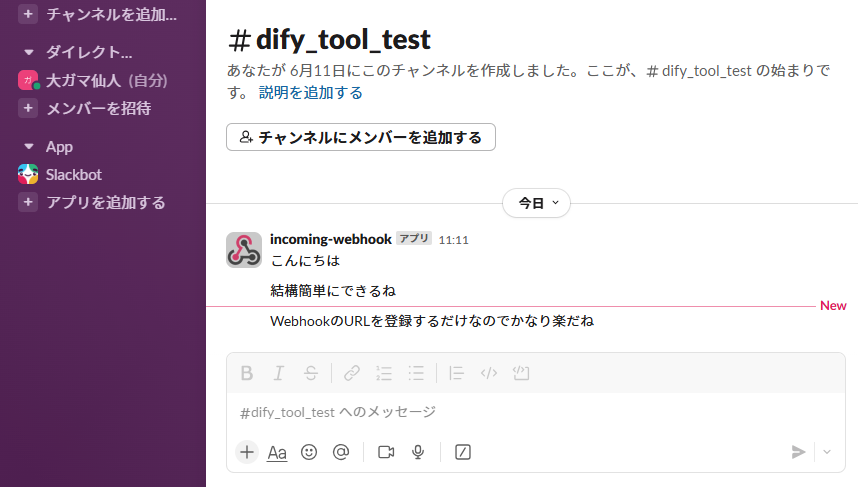 チャンネルを追加...
ダイレクト...
ガ
大ガマ仙人 (自分)
メンバーを招待
App
Slackbot
アプリを追加する
# dify_tool_test
あなたが 6月11日にこのチャンネルを作成しました。ここが、# dify_tool_test の始まりで
す。 説明を追加する
チャンネルにメンバーを追加する
今日
incoming-webhook アプリ 11:11
こんにちは
結構簡単にできるね
New
WebhookのURLを登録するだけなのでかなり楽だね
B I S
#dify_tool_test へのメッセージ
Aa